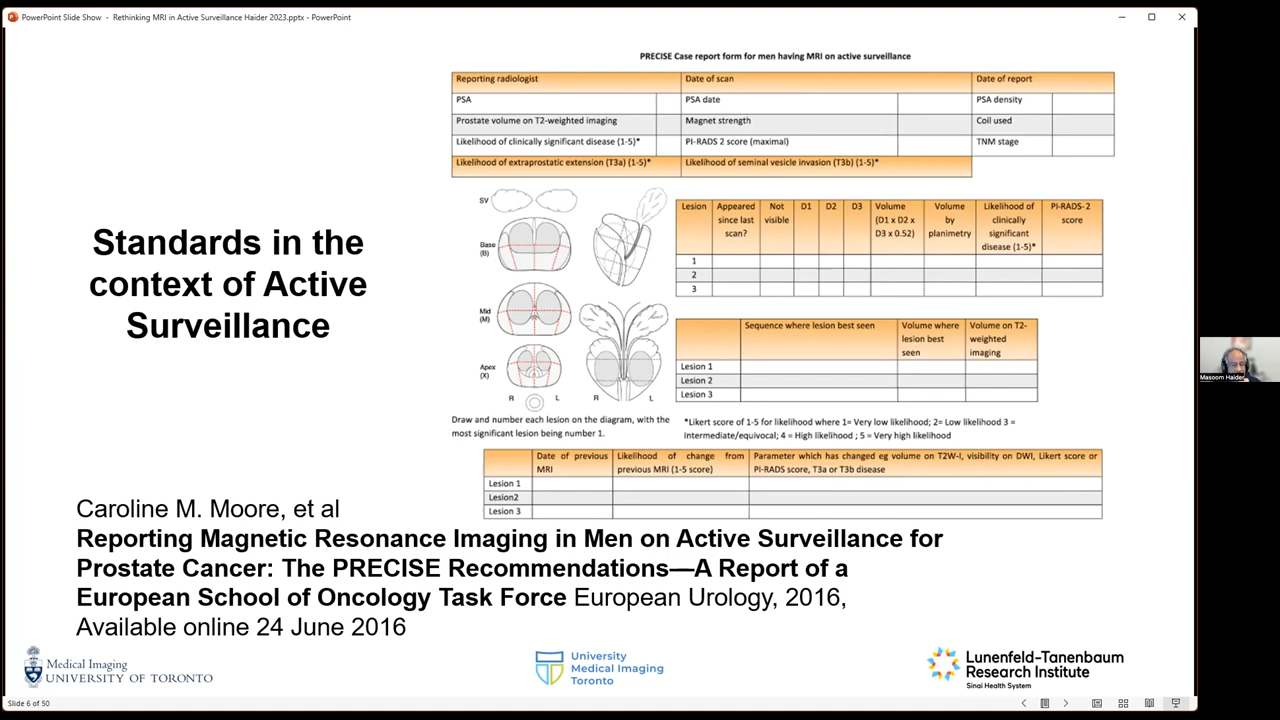 PowerPoint Slide Show - Rethinking MRI in Active Surveillance Haider 2023.pptx - PowerPoint
Standards in the
context of Active
Surveillance
PRECISE Case report form for men having MRI on active surveillance
Reporting radiologist Date of scan Date of report
PSA PSA date PSA density
Prostate volume on T2-weighted imaging Magnet strength Coil used
Likelihood of clinically significant disease (1-5)* PI-RADS 2 score (maximal) TNM stage
Likelihood of extraprostatic extension (T3a) (1-5)* Likelihood of seminal vesicle invasion (T3b) (1-5)*
SV
Base
(B)
Mid
(M)
Apex
(X)
R L R L
Draw and number each lesion on the diagram, with the
most significant lesion being number 1.
Lesion Appeared Not D1 D2 D3 Volume Volume Likelihood of PI-RADS-2
since last visible (D1 x D2 x by clinically score
scan? D3 x 0.52) planimetry significant
disease (1-5)*
1
2
3
Sequence where lesion best seen Volume where Volume on T2-
lesion best weighted
seen imaging
Lesion 1
Lesion 2
Lesion 3
*Likert score of 1-5 for likelihood where 1= Very low likelihood; 2= Low likelihood 3 =
Intermediate/equivocal; 4 = High likelihood ; 5 = Very high likelihood
Date of previous Likelihood of change from Parameter which has changed eg volume on T2W-I, visibility on DWI, Likert score or
MRI previous MRI (1-5 score) PI-RADS score, T3a or T3b disease
Lesion 1
Lesion2
Lesion 3
Caroline M. Moore, et al
Reporting Magnetic Resonance Imaging in Men on Active Surveillance for
Prostate Cancer: The PRECISE Recommendations—A Report of a
European School of Oncology Task Force European Urology, 2016,
Available online 24 June 2016
Medical Imaging
UNIVERSITY OF TORONTO
University
Medical Imaging
Toronto
Lunenfeld-Tanenbaum
Research Institute
Sinai Health System
Masoom Haider
Slide 6 of 50